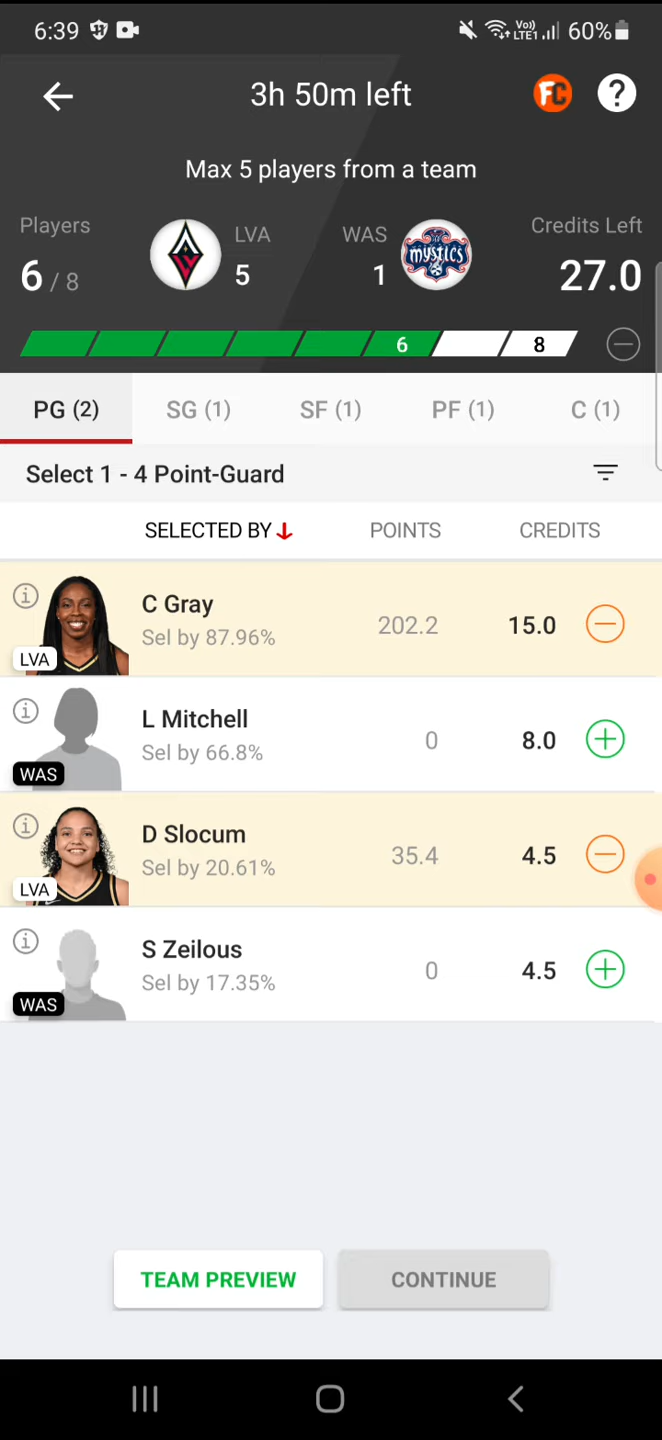 6:39 Vo)) LTE1 60%
3h 50m left FC ?
Max 5 players from a team
Players LVA WAS Credits Left
6 / 8 5 1 mystics 27.0
6 8
PG (2) SG (1) SF (1) PF (1) C (1)
Select 1 - 4 Point-Guard
SELECTED BY POINTS CREDITS
C Gray
Sel by 87.96% 202.2 15.0
LVA
L Mitchell
Sel by 66.8% 0 8.0
WAS
D Slocum
Sel by 20.61% 35.4 4.5
LVA
S Zeilous
Sel by 17.35% 0 4.5
WAS
TEAM PREVIEW CONTINUE